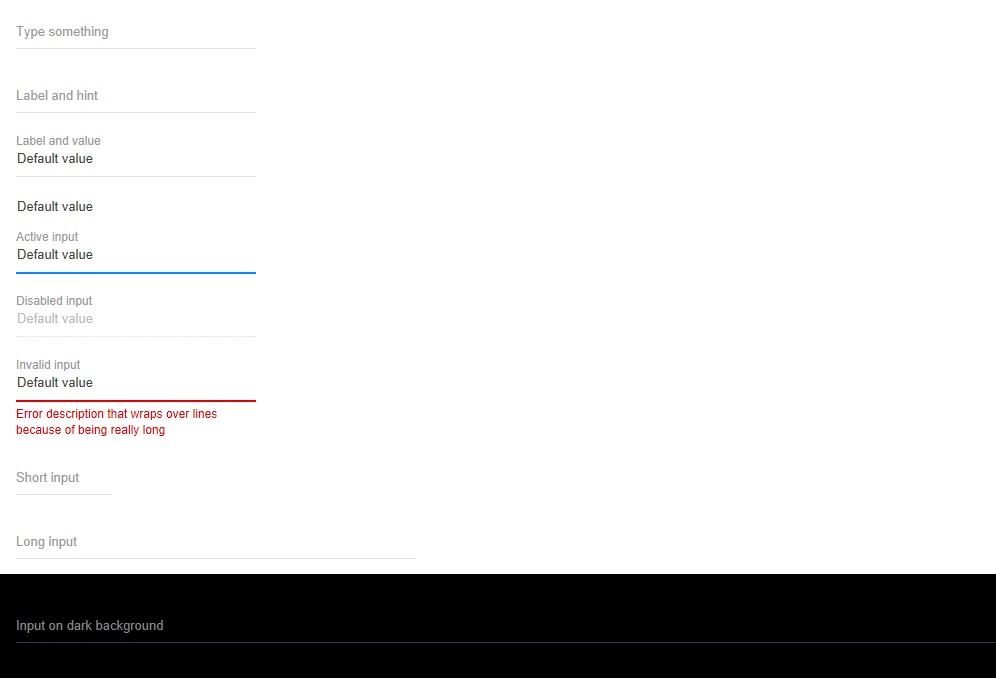 Type something
Label and hint
Label and value
Default value
Default value
Active input
Default value
Disabled input
Default value
Invalid input
Default value
Error description that wraps over lines
because of being really long
Short input
Long input
Input on dark background